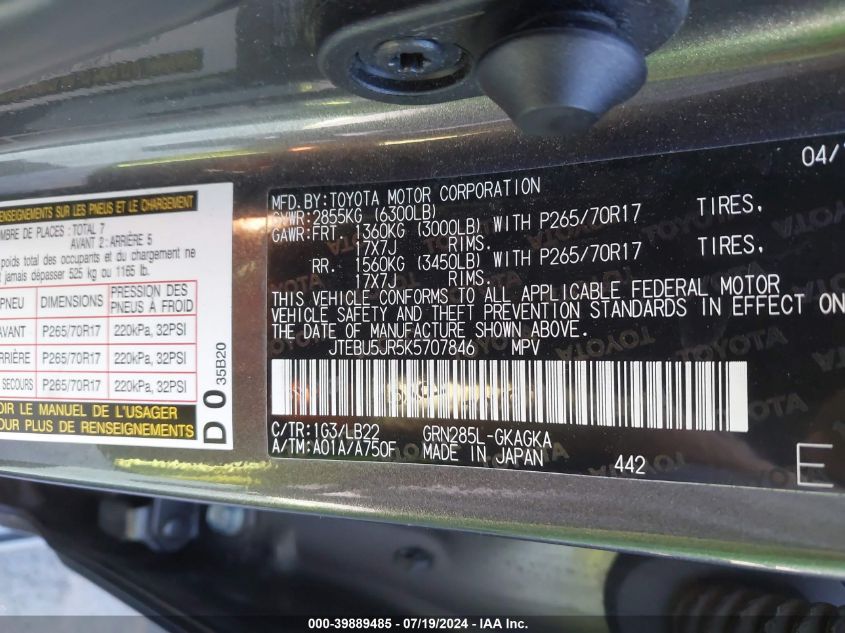 RENSEIGNEMENTS SUR LES PNEUS ET LE CHARGEMENT
MBRE DE PLACES: TOTAL 7
AVANT 2: ARRIÈRE 5
poids total des occupants et du chargement ne
t jamais dépasser 525 kg ou 1165 lb.
PNEU DIMENSIONS PRESSION DES PNEUS À FROID
AVANT P265/70R17 220kPa, 32PSI
RRIÈRE P265/70R17 220kPa, 32PSI
SECOURS P265/70R17 220kPa, 32PSI
OIR LE MANUEL DE L'USAGER
POUR PLUS DE RENSEIGNEMENTS
D 0 35B20
04/
MFD.BY:TOYOTA MOTOR CORPORATION
GVWR:2855KG (6300LB)
GAWR:FRT. 1360KG (3000LB) WITH P265/70R17 TIRES,
17X7J RIMS.
RR. 1560KG (3450LB) WITH P265/70R17 TIRES,
17X7J RIMS.
THIS VEHICLE CONFORMS TO ALL APPLICABLE FEDERAL MOTOR
VEHICLE SAFETY AND THEFT PREVENTION STANDARDS IN EFFECT ON
THE DATE OF MANUFACTURE SHOWN ABOVE.
JTEBU5JR5K5707846 MPV
C/TR:1G3/LB22 GRN285L-GKAGKA
A/TM:A01A/A750F MADE IN JAPAN 442
E
000-39889485 - 07/19/2024 - IAA Inc.